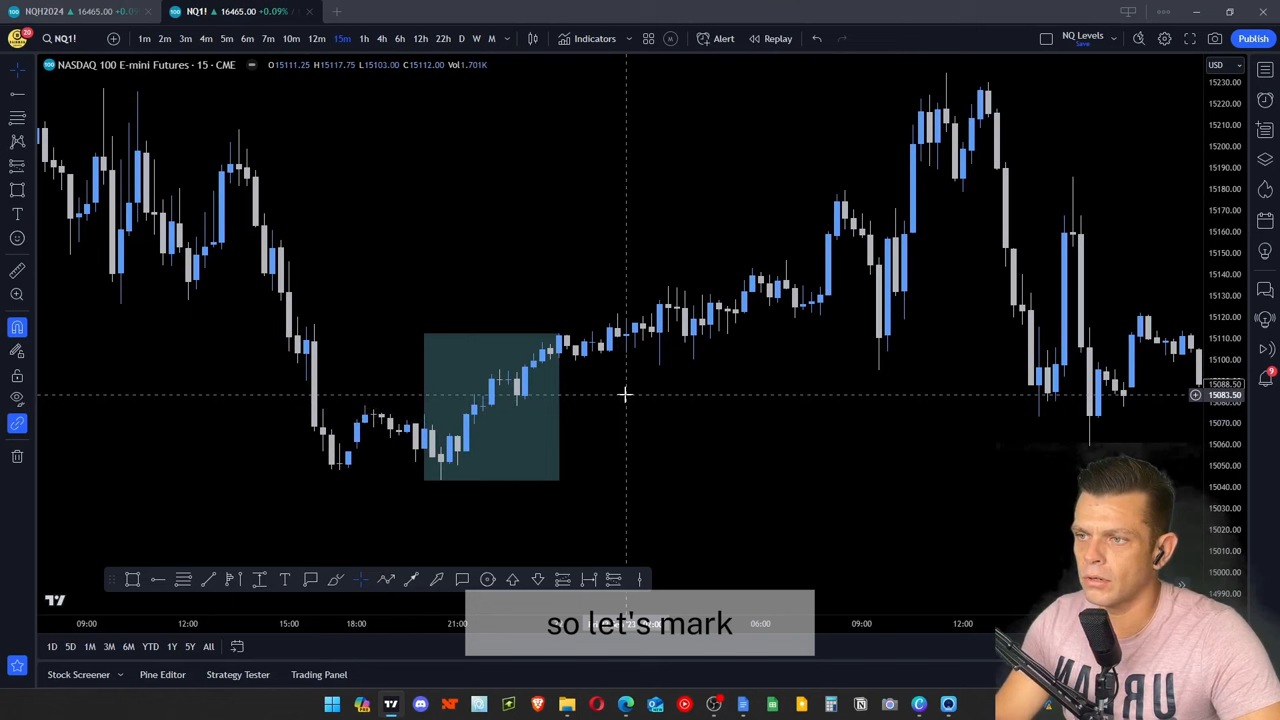 NQH2024 ▲ 16465.00 +0.09%
NQ1! ▲ 16465.00 +0.09% /
20
NQ1!
1m 2m 3m 4m 5m 6m 7m 10m 12m 15m 1h 4h 6h 12h 22h D W M
Indicators
Alert
Replay
NQ Levels
Save
Publish
NASDAQ 100 E-mini Futures · 15 · CME
O15111.25 H15117.75 L15103.00 C15112.00 Vol1.701K
USD
15230.00
15220.00
15210.00
15200.00
15190.00
15180.00
15170.00
15160.00
15150.00
15140.00
15130.00
15120.00
15110.00
15100.00
15088.50
15083.50
15070.00
15060.00
15050.00
15040.00
15030.00
15020.00
15010.00
15000.00
14990.00
9
so let's mark
09:00 12:00 15:00 18:00 21:00 06:00 09:00 12:00
1D 5D 1M 3M 6M YTD 1Y 5Y All
Stock Screener Pine Editor Strategy Tester Trading Panel
URBAN